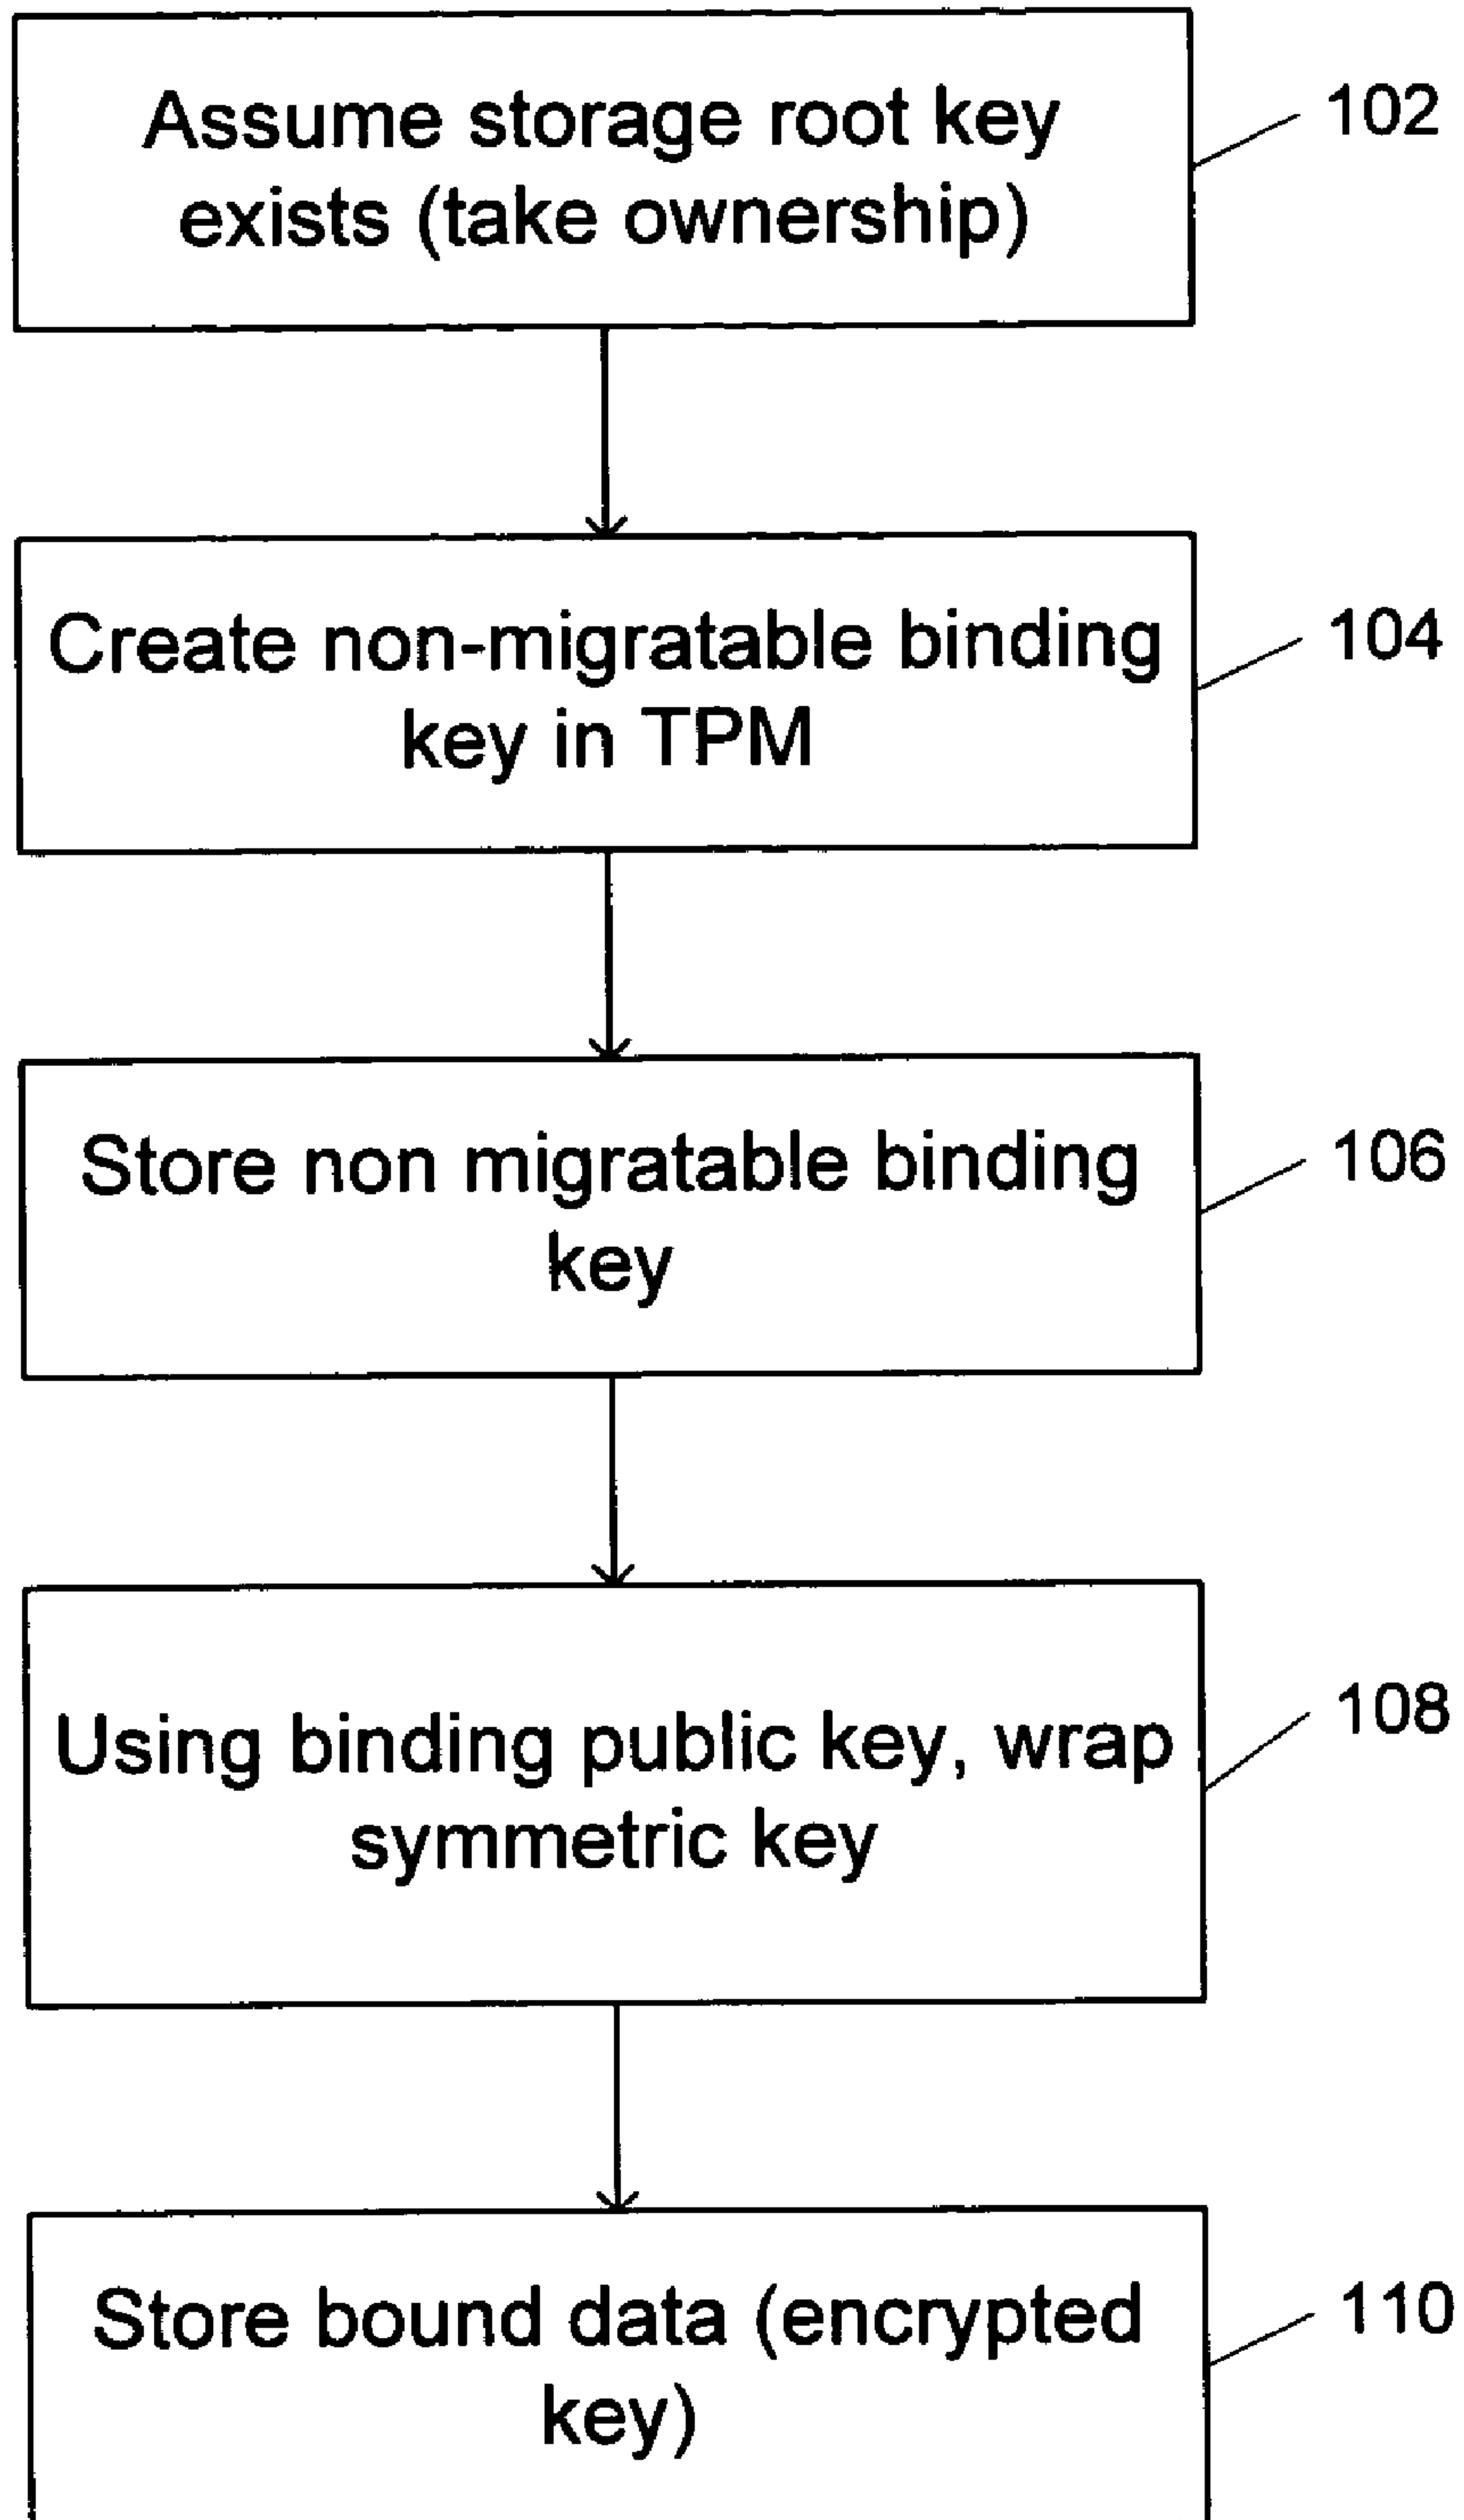 Assume storage root key
exists (take ownership)
102
Create non-migratable binding
key in TPM
104
Store non migratable binding
key
106
Using binding public key, wrap
symmetric key
108
Store bound data (encrypted
key)
110